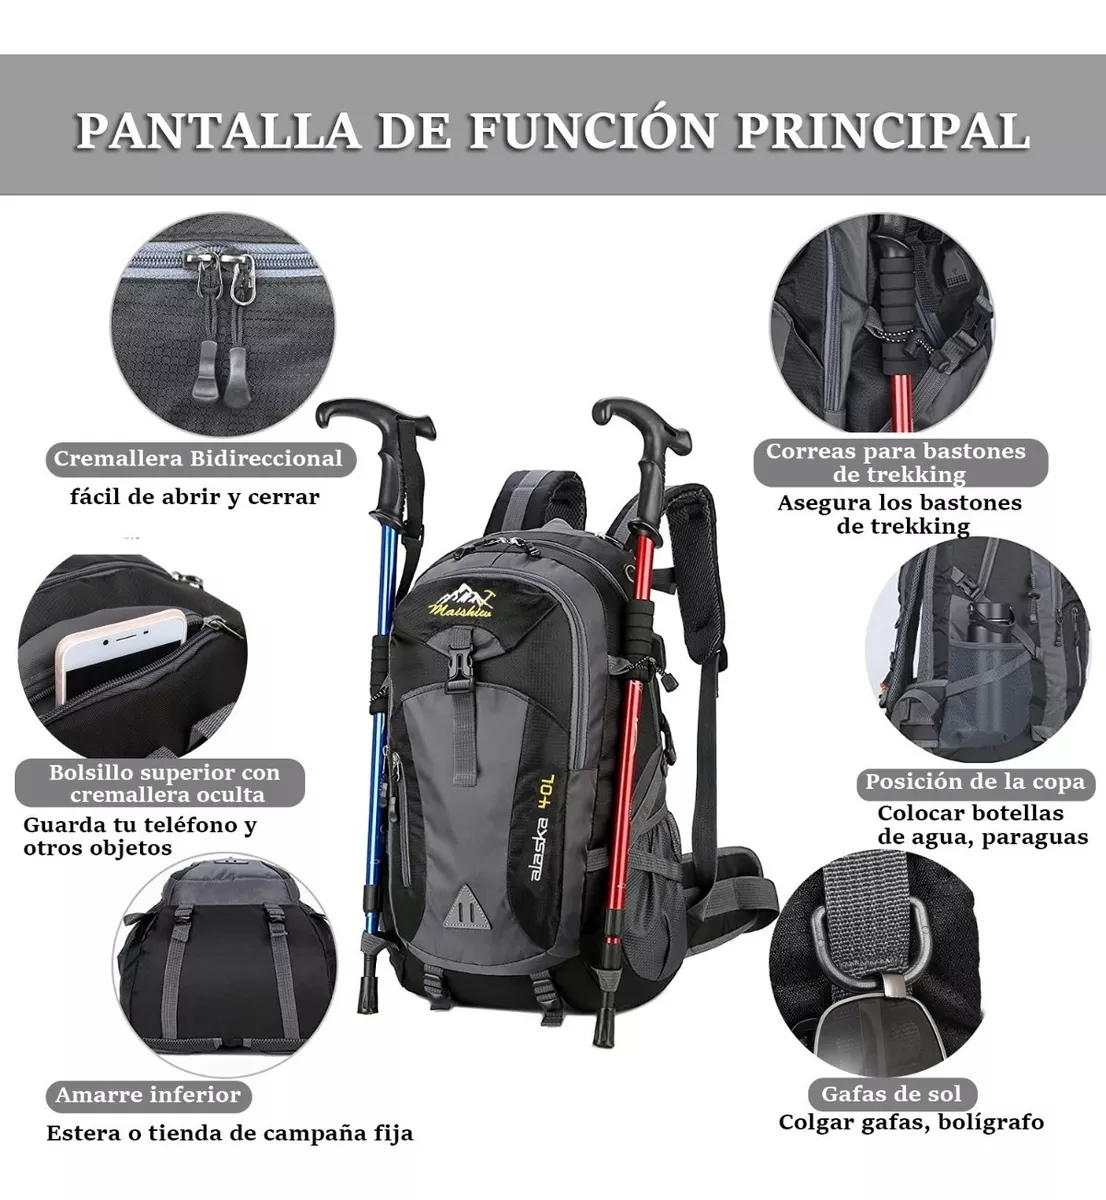 PANTALLA DE FUNCIÓN PRINCIPAL
Cremallera Bidireccional
fácil de abrir y cerrar
Correas para bastones
de trekking
Asegura los bastones
de trekking
Maishiew
alaska 40L
Bolsillo superior con
cremallera oculta
Guarda tu teléfono y
otros objetos
Posición de la copa
Colocar botellas
de agua, paraguas
Amarre inferior
Estera o tienda de campaña fija
Gafas de sol
Colgar gafas, bolígrafo